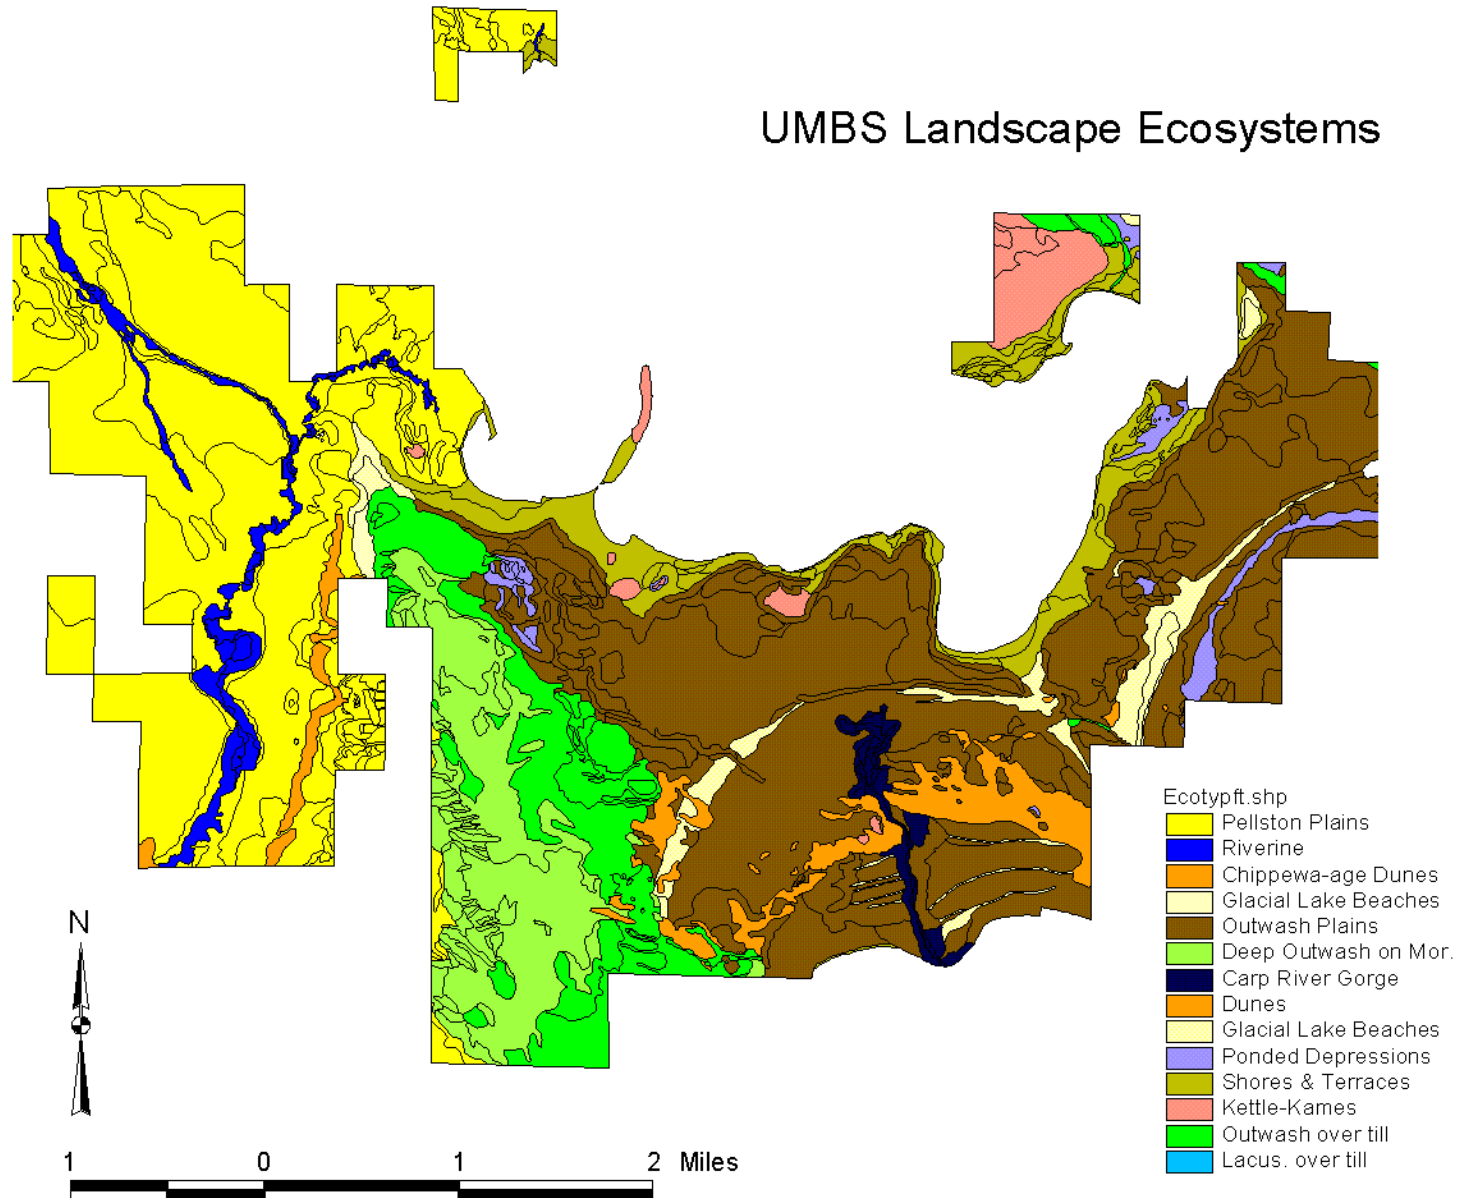 UMBS Landscape Ecosystems
Ecotypft.shp
Pellston Plains
Riverine
Chippewa-age Dunes
Glacial Lake Beaches
Outwash Plains
Deep Outwash on Mor.
Carp River Gorge
Dunes
Glacial Lake Beaches
Ponded Depressions
Shores & Terraces
Kettle-Kames
Outwash over till
Lacus. over till
N
1 0 1 2 Miles